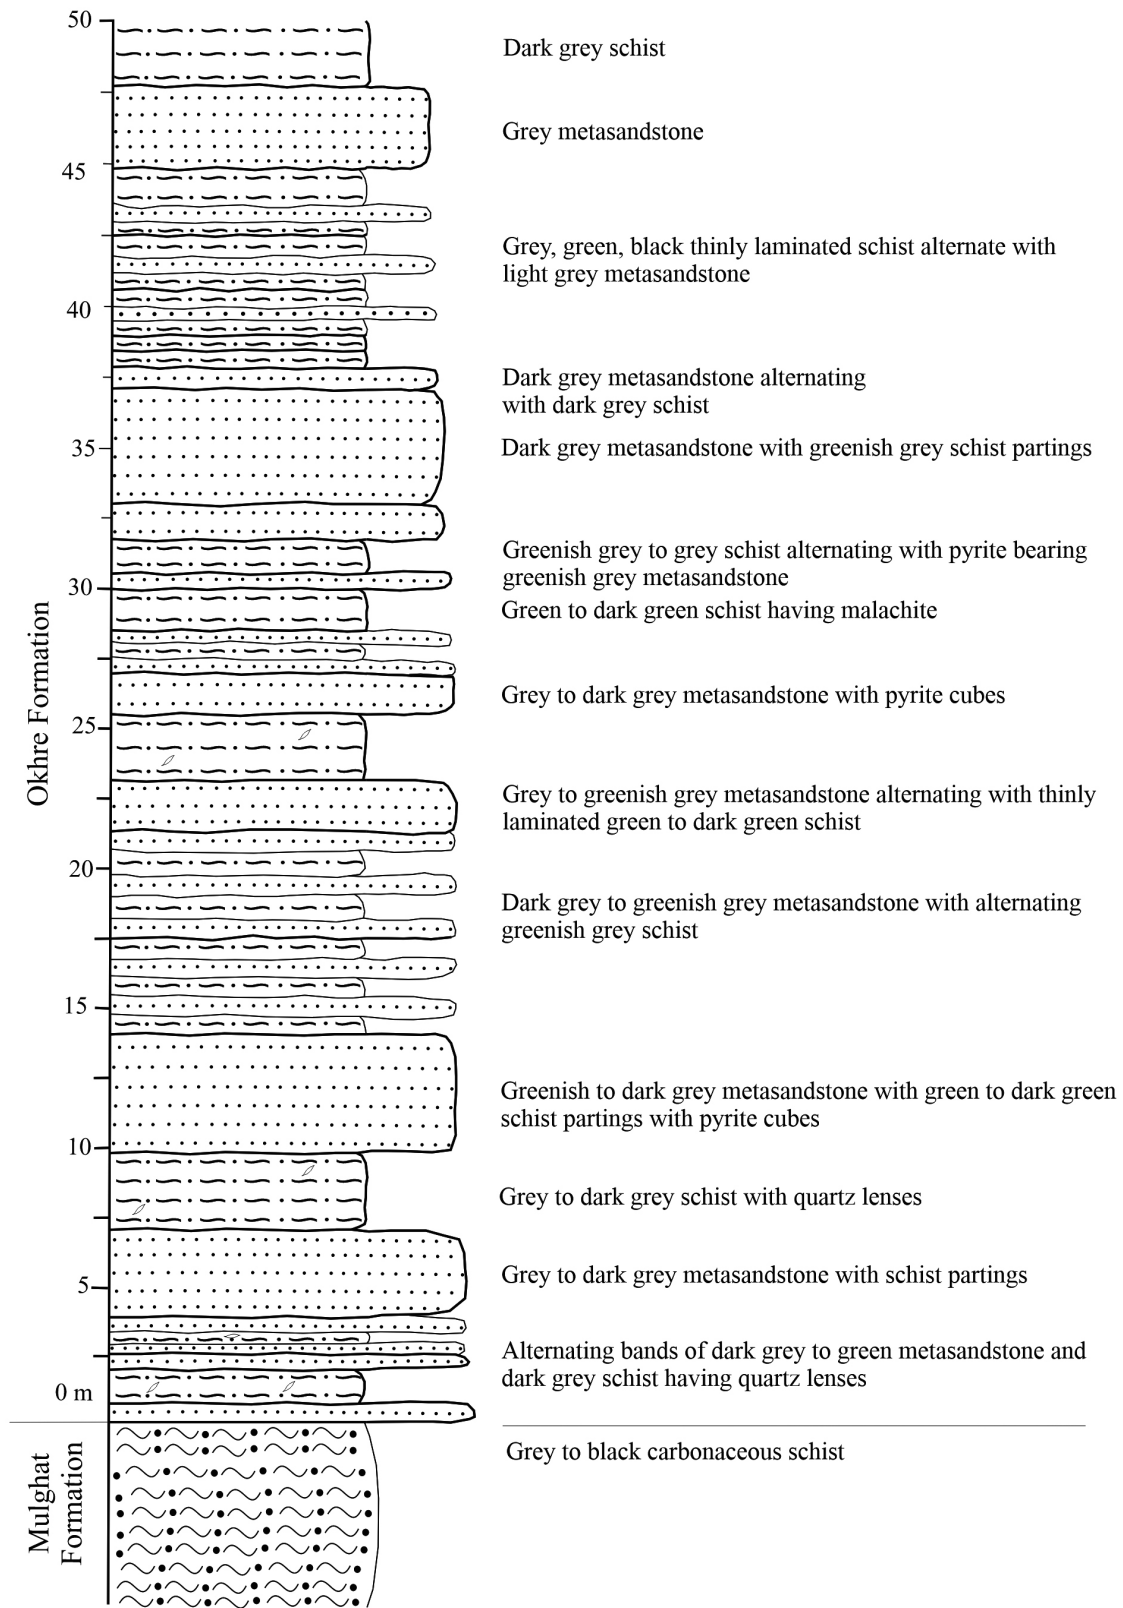 50
Dark grey schist
Grey metasandstone
45
Grey, green, black thinly laminated schist alternate with
light grey metasandstone
40
Dark grey metasandstone alternating
with dark grey schist
35
Dark grey metasandstone with greenish grey schist partings
Greenish grey to grey schist alternating with pyrite bearing
greenish grey metasandstone
30
Green to dark green schist having malachite
Okhre Formation
Grey to dark grey metasandstone with pyrite cubes
25
Grey to greenish grey metasandstone alternating with thinly
laminated green to dark green schist
20
Dark grey to greenish grey metasandstone with alternating
greenish grey schist
15
Greenish to dark grey metasandstone with green to dark green
schist partings with pyrite cubes
10
Grey to dark grey schist with quartz lenses
Grey to dark grey metasandstone with schist partings
5
Alternating bands of dark grey to green metasandstone and
dark grey schist having quartz lenses
0 m
Grey to black carbonaceous schist
Mulghat
Formation